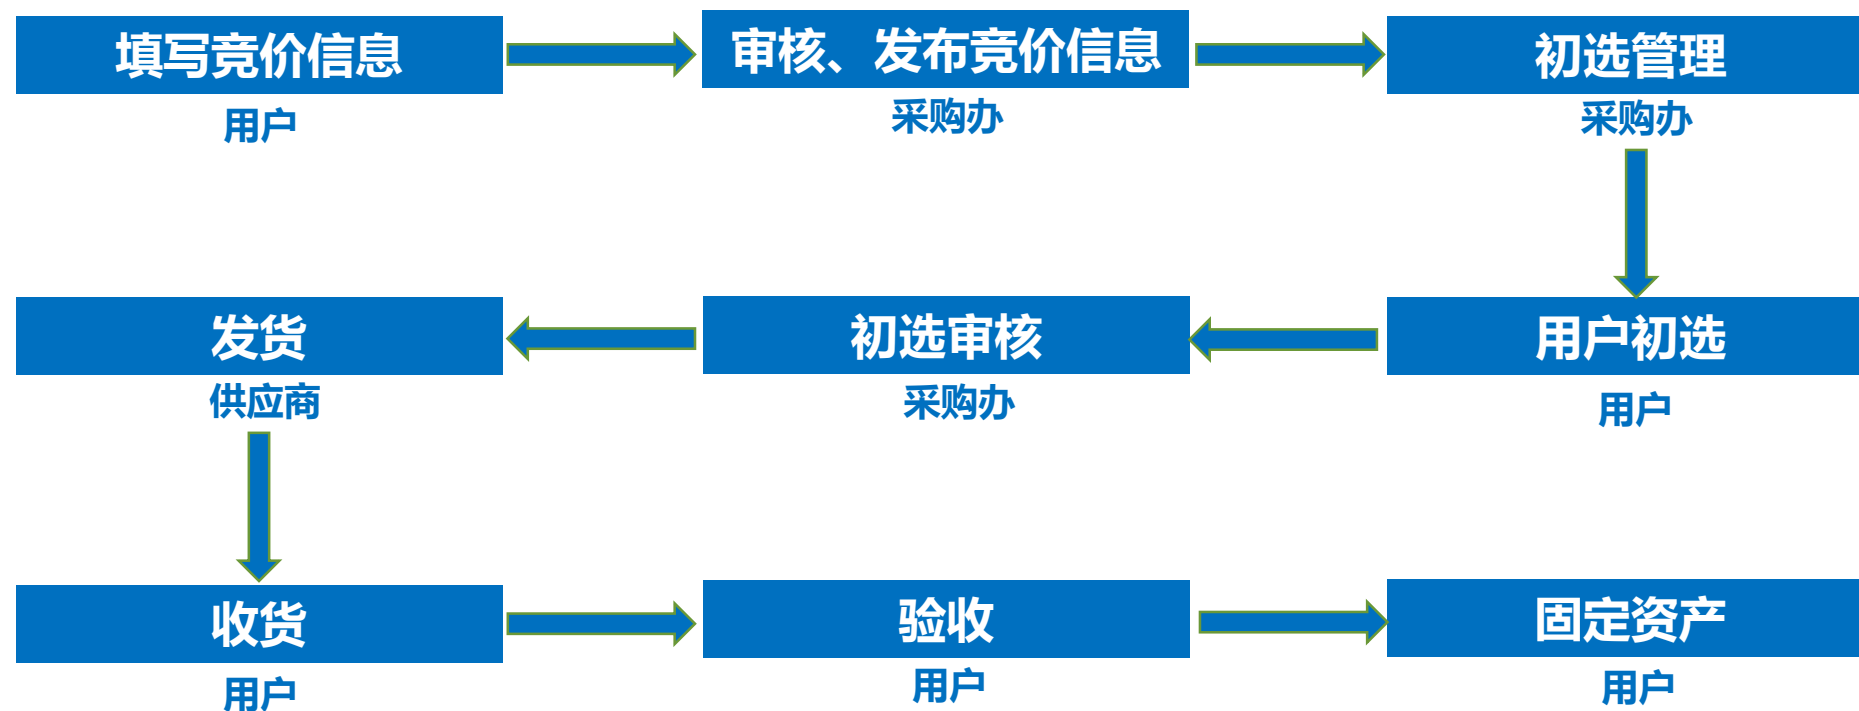 填写竞价信息
用户
审核、发布竞价信息
采购办
初选管理
采购办
用户初选
用户
初选审核
采购办
发货
供应商
收货
用户
验收
用户
固定资产
用户